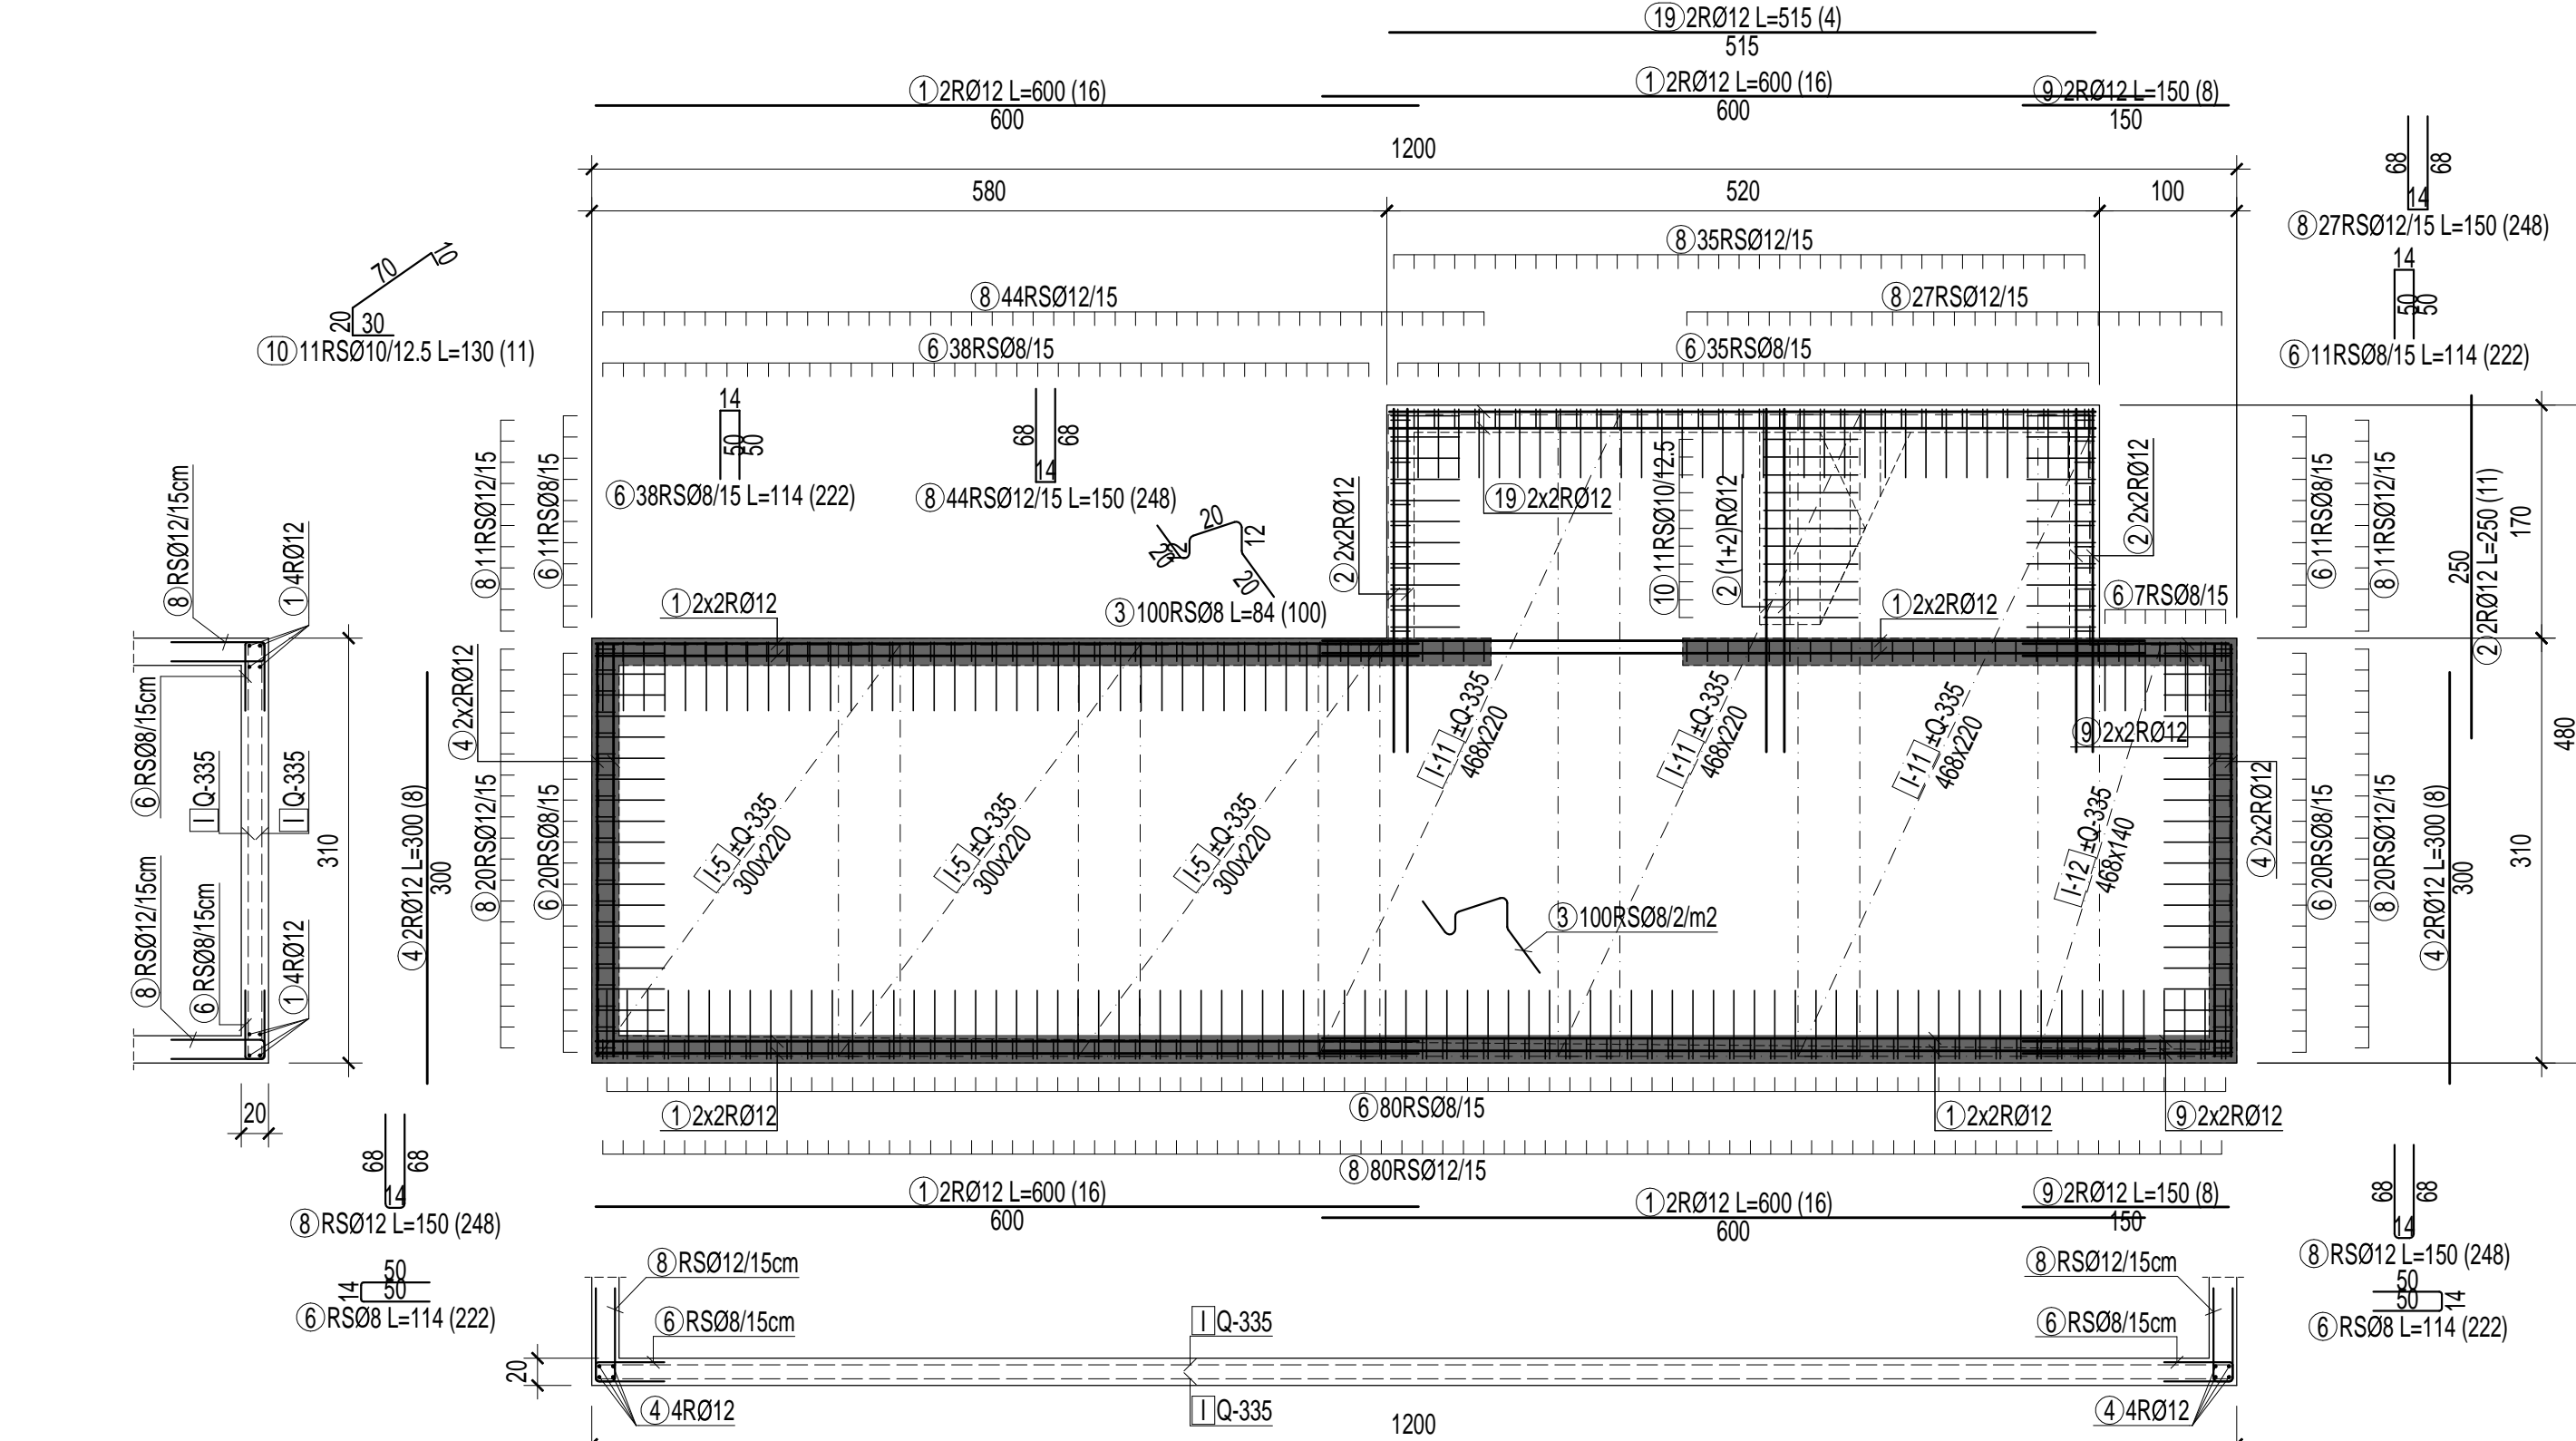 19 2RØ12 L=515 (4)
515
1 2RØ12 L=600 (16)
600
1 2RØ12 L=600 (16)
600
9 2RØ12 L=150 (8)
150
1200
580
520
100
68
68
14
8 27RSØ12/15 L=150 (248)
14
50
50
6 11RSØ8/15 L=114 (222)
70
10
20
30
10 11RSØ10/12.5 L=130 (11)
8 35RSØ12/15
8 44RSØ12/15
8 27RSØ12/15
6 38RSØ8/15
6 35RSØ8/15
14
50
50
6 38RSØ8/15 L=114 (222)
68
68
14
8 44RSØ12/15 L=150 (248)
20
12
20
20
3 100RSØ8 L=84 (100)
8 11RSØ12/15
6 11RSØ8/15
8 RSØ12/15cm
1 4RØ12
1 2x2RØ12
2 2x2RØ12
19 2x2RØ12
10 11RSØ10/12.5
2 (1+2)RØ12
1 2x2RØ12
2 2x2RØ12
6 7RSØ8/15
6 11RSØ8/15
8 11RSØ12/15
2 2RØ12 L=250 (11)
250
170
480
310
6 RSØ8/15cm
I Q-335
I Q-335
310
4 2RØ12 L=300 (8)
300
4 2x2RØ12
8 20RSØ12/15
6 20RSØ8/15
I-5 ±Q-335
300x220
I-5 ±Q-335
300x220
I-5 ±Q-335
300x220
I-11 ±Q-335
468x220
I-11 ±Q-335
468x220
I-11 ±Q-335
468x220
I-12 ±Q-335
468x140
9 2x2RØ12
4 2x2RØ12
6 20RSØ8/15
8 20RSØ12/15
4 2RØ12 L=300 (8)
300
3 100RSØ8/2/m2
8 RSØ12/15cm
6 RSØ8/15cm
1 4RØ12
20
1 2x2RØ12
6 80RSØ8/15
1 2x2RØ12
9 2x2RØ12
8 80RSØ12/15
1 2RØ12 L=600 (16)
600
1 2RØ12 L=600 (16)
600
9 2RØ12 L=150 (8)
150
68
68
14
8 RSØ12 L=150 (248)
50
50
14
6 RSØ8 L=114 (222)
68
68
14
8 RSØ12 L=150 (248)
50
50
14
6 RSØ8 L=114 (222)
8 RSØ12/15cm
8 RSØ12/15cm
6 RSØ8/15cm
I Q-335
6 RSØ8/15cm
20
4 4RØ12
I Q-335
4 4RØ12
1200